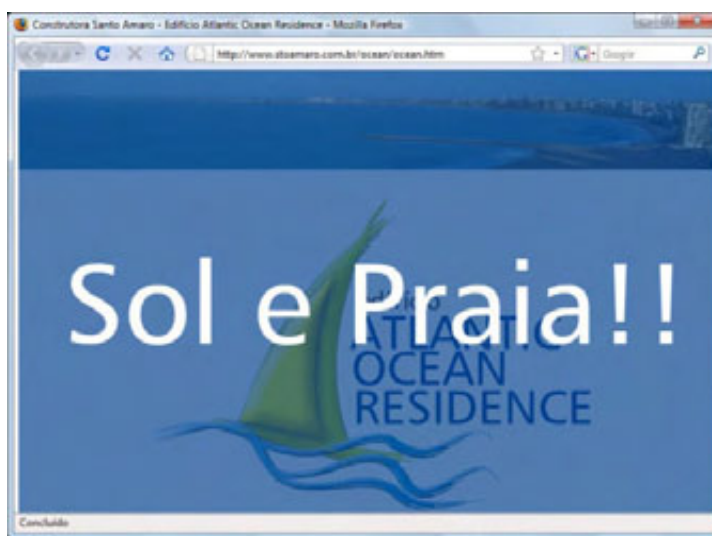 Construtora Santo Amaro - Edifício Atlantic Ocean Residence - Mozilla Firefox
http://www.stoamaro.com.br/ocean/ocean.htm
Google
Sol e Praia!!
edifício
ATLANTIC
OCEAN
RESIDENCE
Concluído